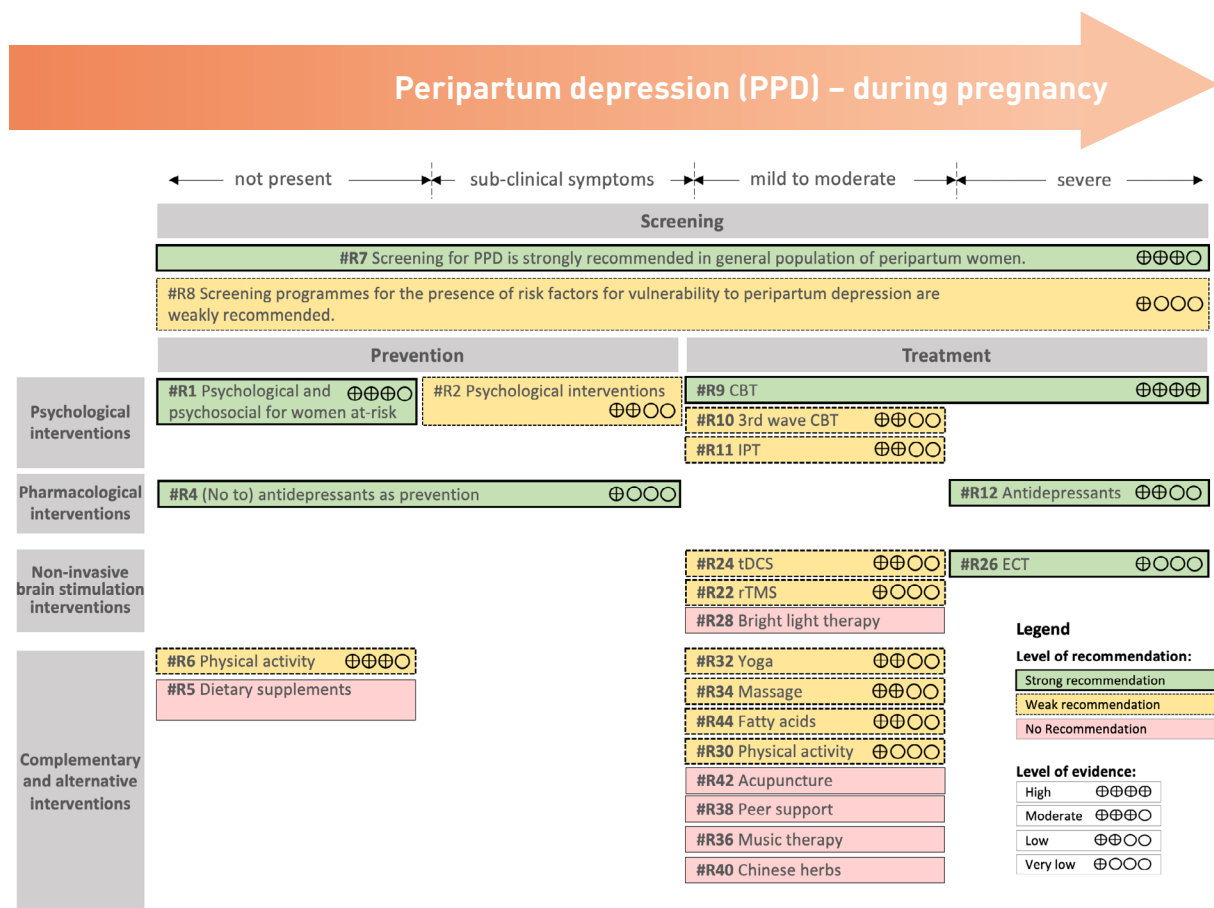 Peripartum depression (PPD) – during pregnancy
not present
sub-clinical symptoms
mild to moderate
severe
Screening
#R7 Screening for PPD is strongly recommended in general population of peripartum women. ⊕⊕⊕○
#R8 Screening programmes for the presence of risk factors for vulnerability to peripartum depression are
weakly recommended. ⊕○○○
Prevention
Treatment
Psychological
interventions
#R1 Psychological and ⊕⊕⊕○
psychosocial for women at-risk
#R2 Psychological interventions
⊕⊕○○
#R9 CBT ⊕⊕⊕⊕
#R10 3rd wave CBT ⊕⊕○○
#R11 IPT ⊕⊕○○
Pharmacological
interventions
#R4 (No to) antidepressants as prevention ⊕○○○
#R12 Antidepressants ⊕⊕○○
Non-invasive
brain stimulation
interventions
#R24 tDCS ⊕⊕○○
#R22 rTMS ⊕○○○
#R28 Bright light therapy
#R26 ECT ⊕○○○
Complementary
and alternative
interventions
#R6 Physical activity ⊕⊕⊕○
#R5 Dietary supplements
#R32 Yoga ⊕⊕○○
#R34 Massage ⊕⊕○○
#R44 Fatty acids ⊕⊕○○
#R30 Physical activity ⊕○○○
#R42 Acupuncture
#R38 Peer support
#R36 Music therapy
#R40 Chinese herbs
Legend
Level of recommendation:
Strong recommendation
Weak recommendation
No Recommendation
Level of evidence:
High ⊕⊕⊕⊕
Moderate ⊕⊕⊕○
Low ⊕⊕○○
Very low ⊕○○○